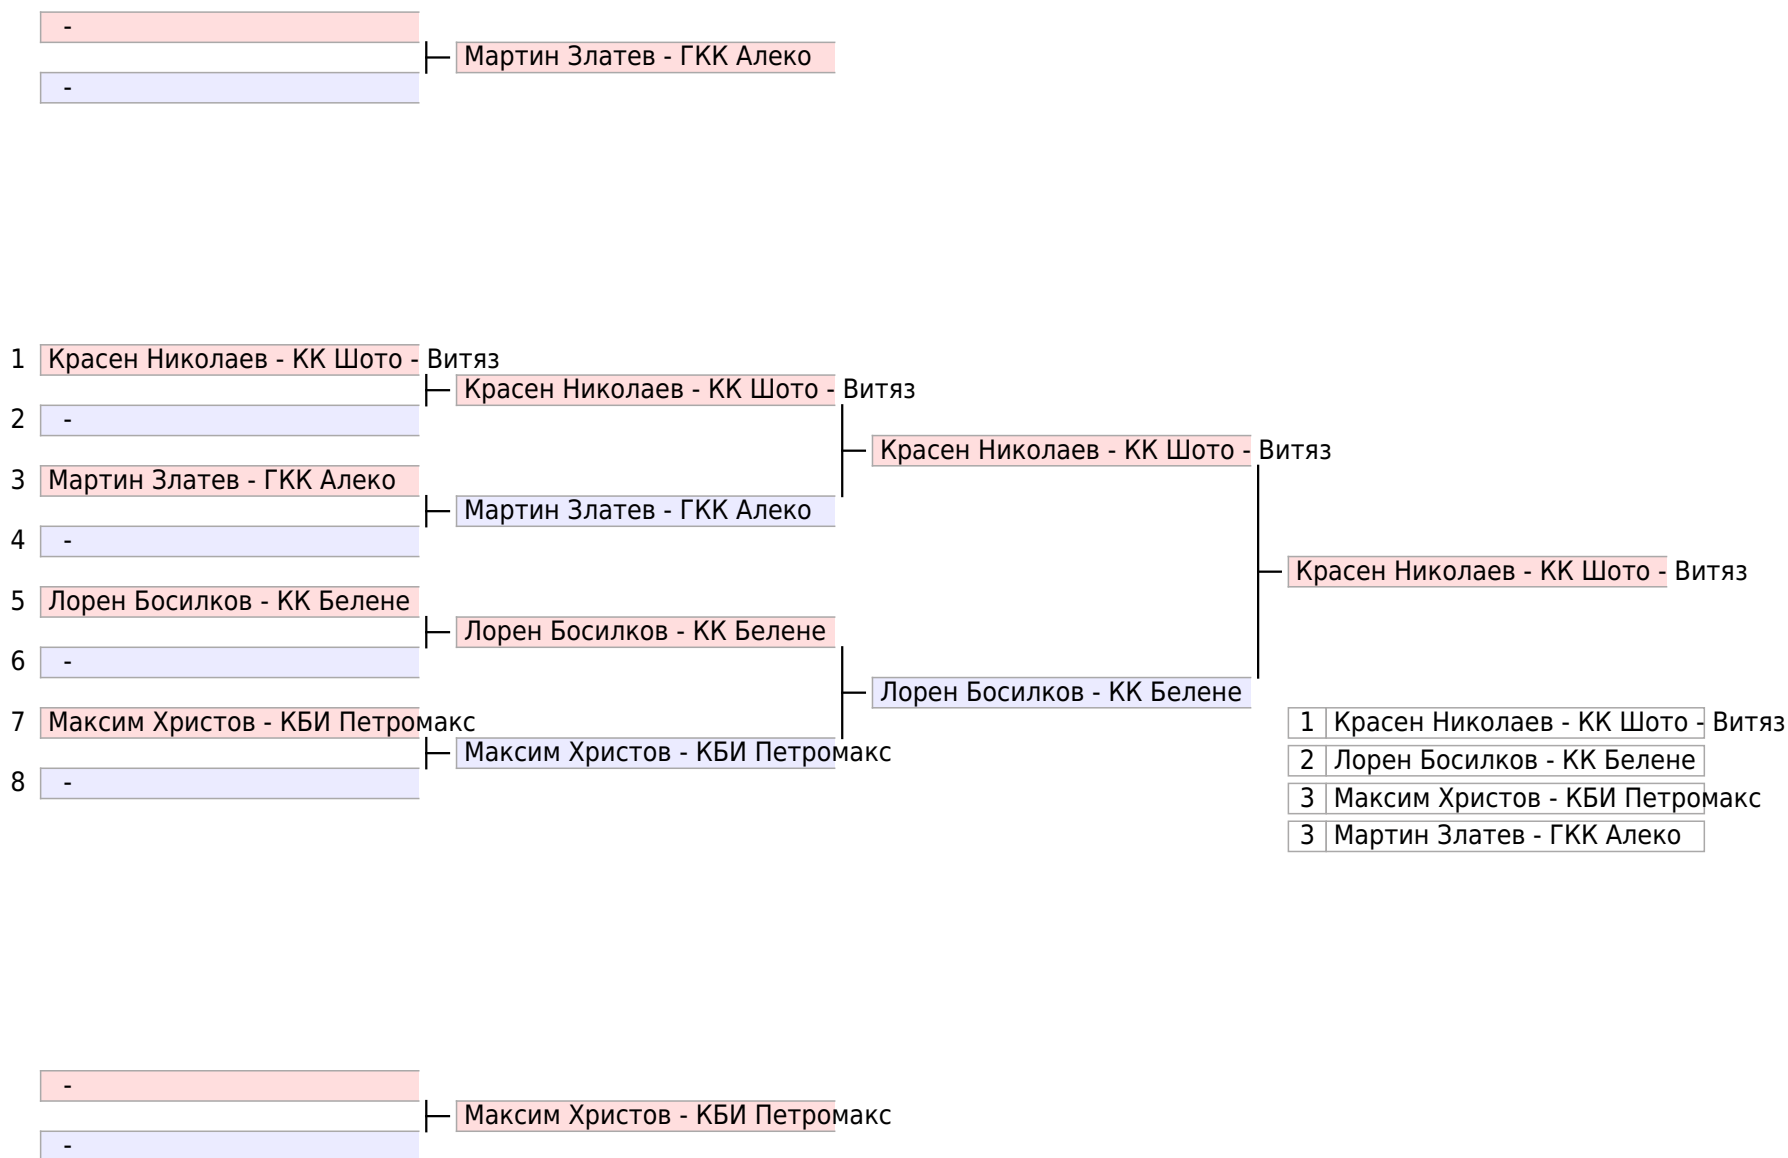 -
Мартин Златев - ГКК Алеко
-
1 Красен Николаев - КК Шото - Витяз
Красен Николаев - КК Шото - Витяз
2 -
Красен Николаев - КК Шото - Витяз
3 Мартин Златев - ГКК Алеко
Мартин Златев - ГКК Алеко
4 -
Красен Николаев - КК Шото - Витяз
5 Лорен Босилков - КК Белене
Лорен Босилков - КК Белене
6 -
Лорен Босилков - КК Белене
7 Максим Христов - КБИ Петромакс
Максим Христов - КБИ Петромакс
8 -
1 Красен Николаев - КК Шото - Витяз
2 Лорен Босилков - КК Белене
3 Максим Христов - КБИ Петромакс
3 Мартин Златев - ГКК Алеко
-
Максим Христов - КБИ Петромакс
-